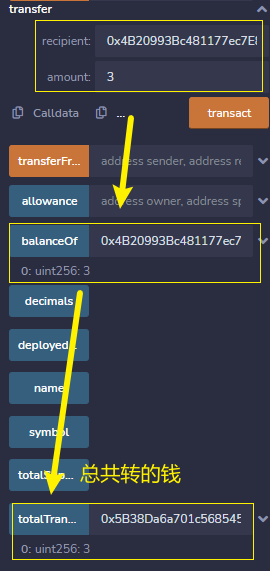 transfer
recipient: 0x4B20993Bc481177ec7E8
amount: 3
Calldata ... transact
transferFr... address sender, address re
allowance address owner, address sp
balanceOf 0x4B20993Bc481177ec7
0: uint256: 3
decimals
deployed...
name
symbol
总共转的钱
totalTran... 0x5B38Da6a701c568545
0: uint256: 3